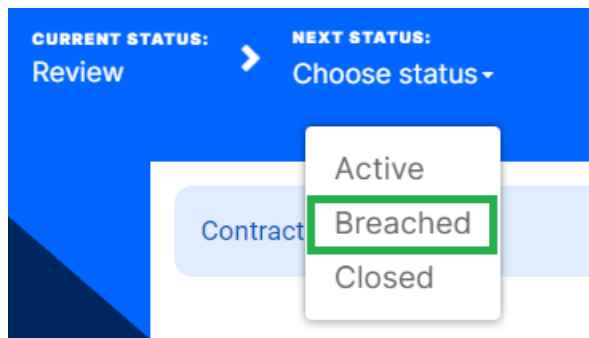 CURRENT STATUS:
Review
NEXT STATUS:
Choose status
Active
Contract
Breached
Closed